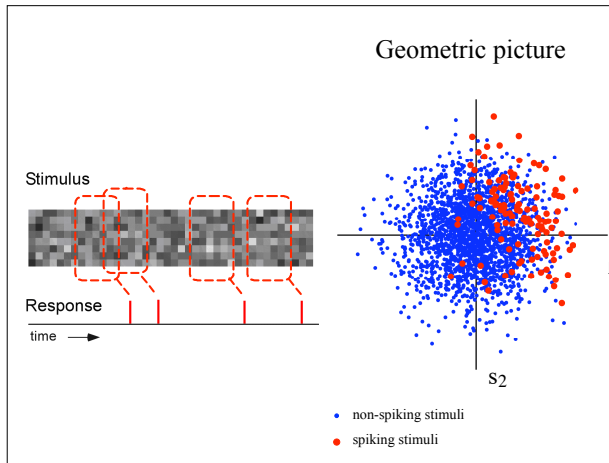 Geometric picture
Stimulus
Response
time
s2
non-spiking stimuli
spiking stimuli